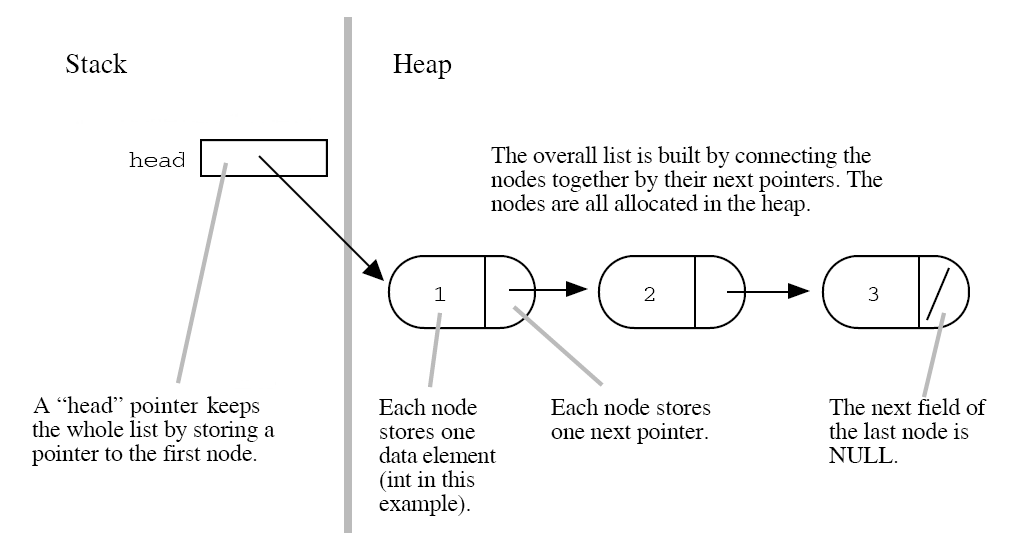 Stack
Heap
head
The overall list is built by connecting the
nodes together by their next pointers. The
nodes are all allocated in the heap.
1
2
3
A “head” pointer keeps
the whole list by storing a
pointer to the first node.
Each node
stores one
data element
(int in this
example).
Each node stores
one next pointer.
The next field of
the last node is
NULL.